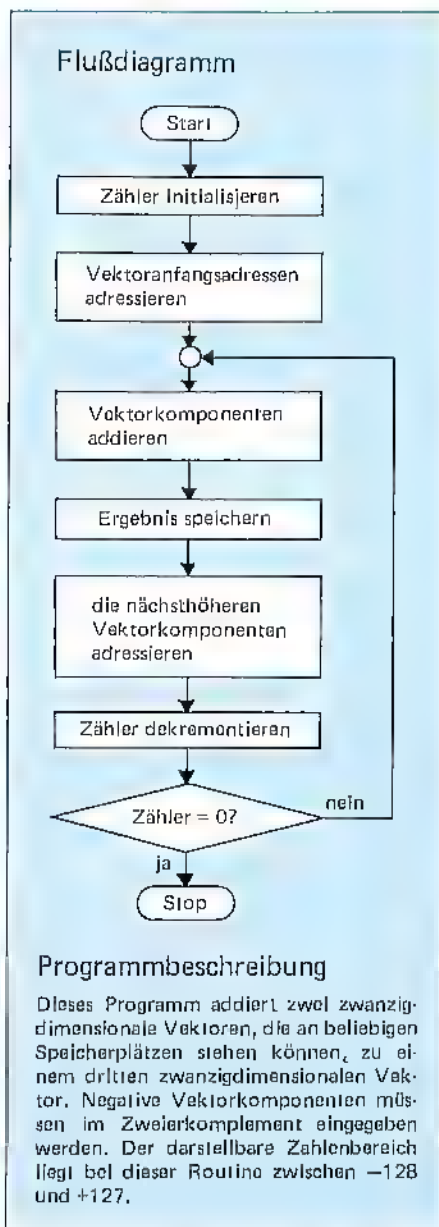 Flußdiagramm
Start
Zähler Initialisieren
Vektoranfangsadressen
adressieren
Vektorkomponenten
addieren
Ergebnis speichern
die nächsthöheren
Vektorkomponenten
adressieren
Zähler dekrementieren
Zähler = 0?
nein
ja
Stop
Programmbeschreibung
Dieses Programm addiert zwei zwanzig-
dimensionale Vektoren, die an beliebigen
Speicherplätzen stehen können, zu ei-
nem dritten zwanzigdimensionalen Vek-
tor. Negative Vektorkomponenten müs-
sen im Zweierkomplement eingegeben
werden. Der darstellbare Zahlenbereich
liegt bei dieser Routine zwischen −128
und +127.